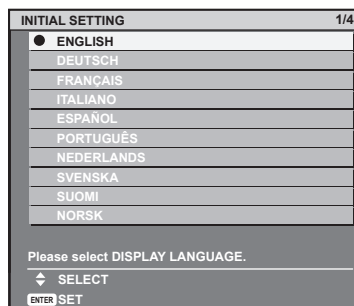 INITIAL SETTING 1/4
ENGLISH
DEUTSCH
FRANÇAIS
ITALIANO
ESPAÑOL
PORTUGUÊS
NEDERLANDS
SVENSKA
SUOMI
NORSK
Please select DISPLAY LANGUAGE.
SELECT
ENTER SET